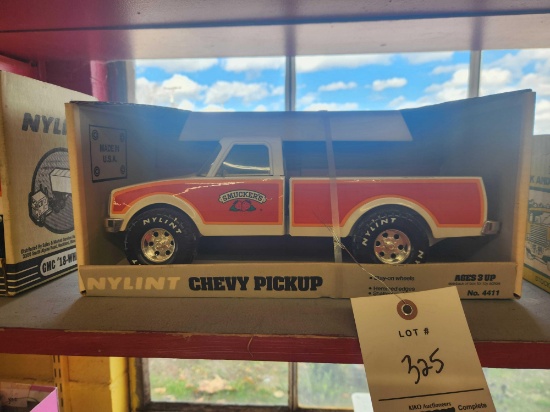 NYLINT
GMC "18-WH
MADE IN
U.S.A.
SMUCKER'S
NYLINT
NYLINT
NYLINT CHEVY PICKUP
AGES 3 UP
No. 4411
LOT #
325
KIKO Auctioneers
Complete